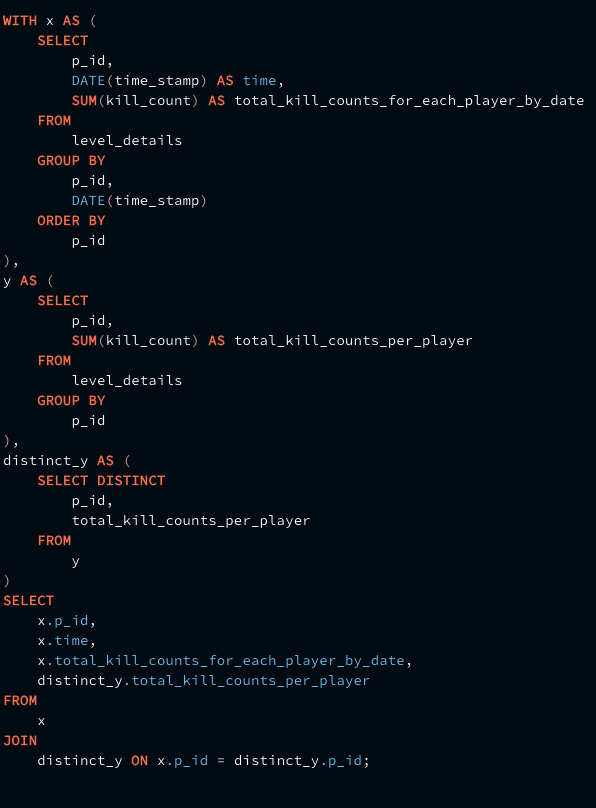 WITH x AS (
    SELECT
        p_id,
        DATE(time_stamp) AS time,
        SUM(kill_count) AS total_kill_counts_for_each_player_by_date
    FROM
        level_details
    GROUP BY
        p_id,
        DATE(time_stamp)
    ORDER BY
        p_id
),
y AS (
    SELECT
        p_id,
        SUM(kill_count) AS total_kill_counts_per_player
    FROM
        level_details
    GROUP BY
        p_id
),
distinct_y AS (
    SELECT DISTINCT
        p_id,
        total_kill_counts_per_player
    FROM
        y
)
SELECT
    x.p_id,
    x.time,
    x.total_kill_counts_for_each_player_by_date,
    distinct_y.total_kill_counts_per_player
FROM
    x
JOIN
    distinct_y ON x.p_id = distinct_y.p_id;